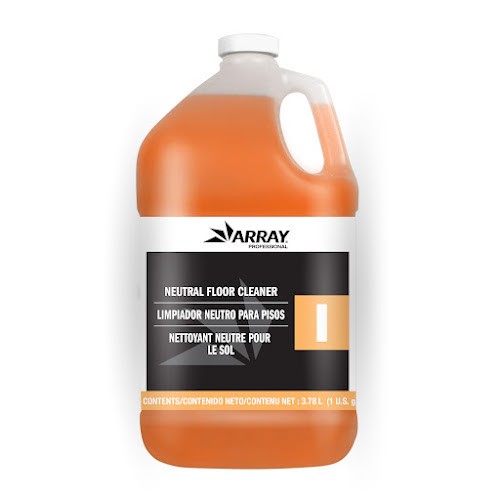 ARRAY
PROFESSIONAL
NEUTRAL FLOOR CLEANER
LIMPIADOR NEUTRO PARA PISOS
NETTOYANT NEUTRE POUR
LE SOL
I
CONTENTS/CONTENIDO NETO/CONTENU NET : 3.78 L (1 U.S.